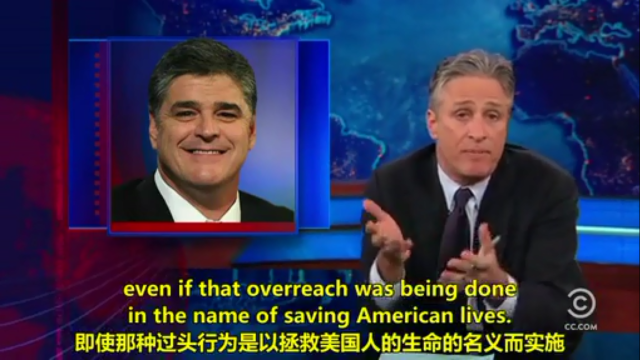 even if that overreach was being done
in the name of saving American lives.
即使那种过头行为是以拯救美国人的生命的名义而实施
CC.COM